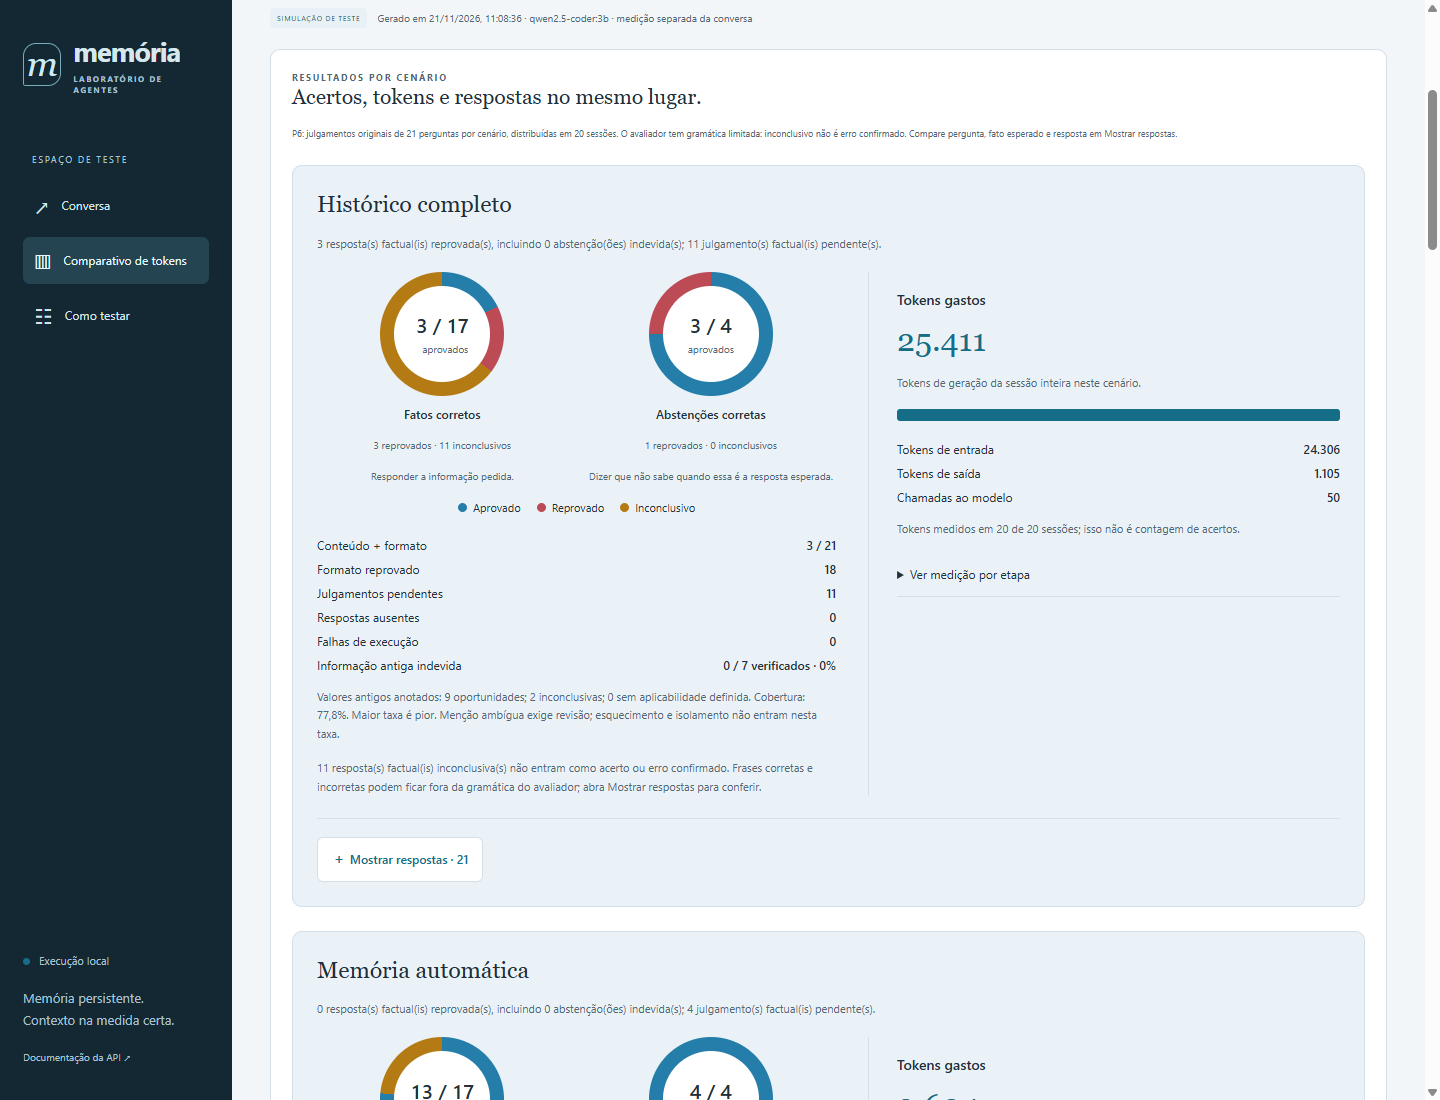 m
memória
LABORATÓRIO DE
AGENTES
ESPAÇO DE TESTE
Conversa
Comparativo de tokens
Como testar
Execução local
Memória persistente.
Contexto na medida certa.
Documentação da API ↗
SIMULAÇÃO DE TESTE
Gerado em 21/11/2026, 11:08:36 · qwen2.5-coder:3b · medição separada da conversa
RESULTADOS POR CENÁRIO
Acertos, tokens e respostas no mesmo lugar.
P6: julgamentos originais de 21 perguntas por cenário, distribuídas em 20 sessões. O avaliador tem gramática limitada: inconclusivo não é erro confirmado. Compare pergunta, fato esperado e resposta em Mostrar respostas.
Histórico completo
3 resposta(s) factual(is) reprovada(s), incluindo 0 abstenção(ões) indevida(s); 11 julgamento(s) factual(is) pendente(s).
3 / 17
aprovados
Fatos corretos
3 reprovados · 11 inconclusivos
Responder a informação pedida.
3 / 4
aprovados
Abstenções corretas
1 reprovados · 0 inconclusivos
Dizer que não sabe quando essa é a resposta esperada.
Aprovado
Reprovado
Inconclusivo
Conteúdo + formato 3 / 21
Formato reprovado 18
Julgamentos pendentes 11
Respostas ausentes 0
Falhas de execução 0
Informação antiga indevida 0 / 7 verificados · 0%
Valores antigos anotados: 9 oportunidades; 2 inconclusivas; 0 sem aplicabilidade definida. Cobertura:
77,8%. Maior taxa é pior. Menção ambígua exige revisão; esquecimento e isolamento não entram nesta
taxa.
11 resposta(s) factual(is) inconclusiva(s) não entram como acerto ou erro confirmado. Frases corretas e
incorretas podem ficar fora da gramática do avaliador; abra Mostrar respostas para conferir.
Tokens gastos
25.411
Tokens de geração da sessão inteira neste cenário.
Tokens de entrada 24.306
Tokens de saída 1.105
Chamadas ao modelo 50
Tokens medidos em 20 de 20 sessões; isso não é contagem de acertos.
▶ Ver medição por etapa
+ Mostrar respostas · 21
Memória automática
0 resposta(s) factual(is) reprovada(s), incluindo 0 abstenção(ões) indevida(s); 4 julgamento(s) factual(is) pendente(s).
13 / 17
4 / 4
Tokens gastos